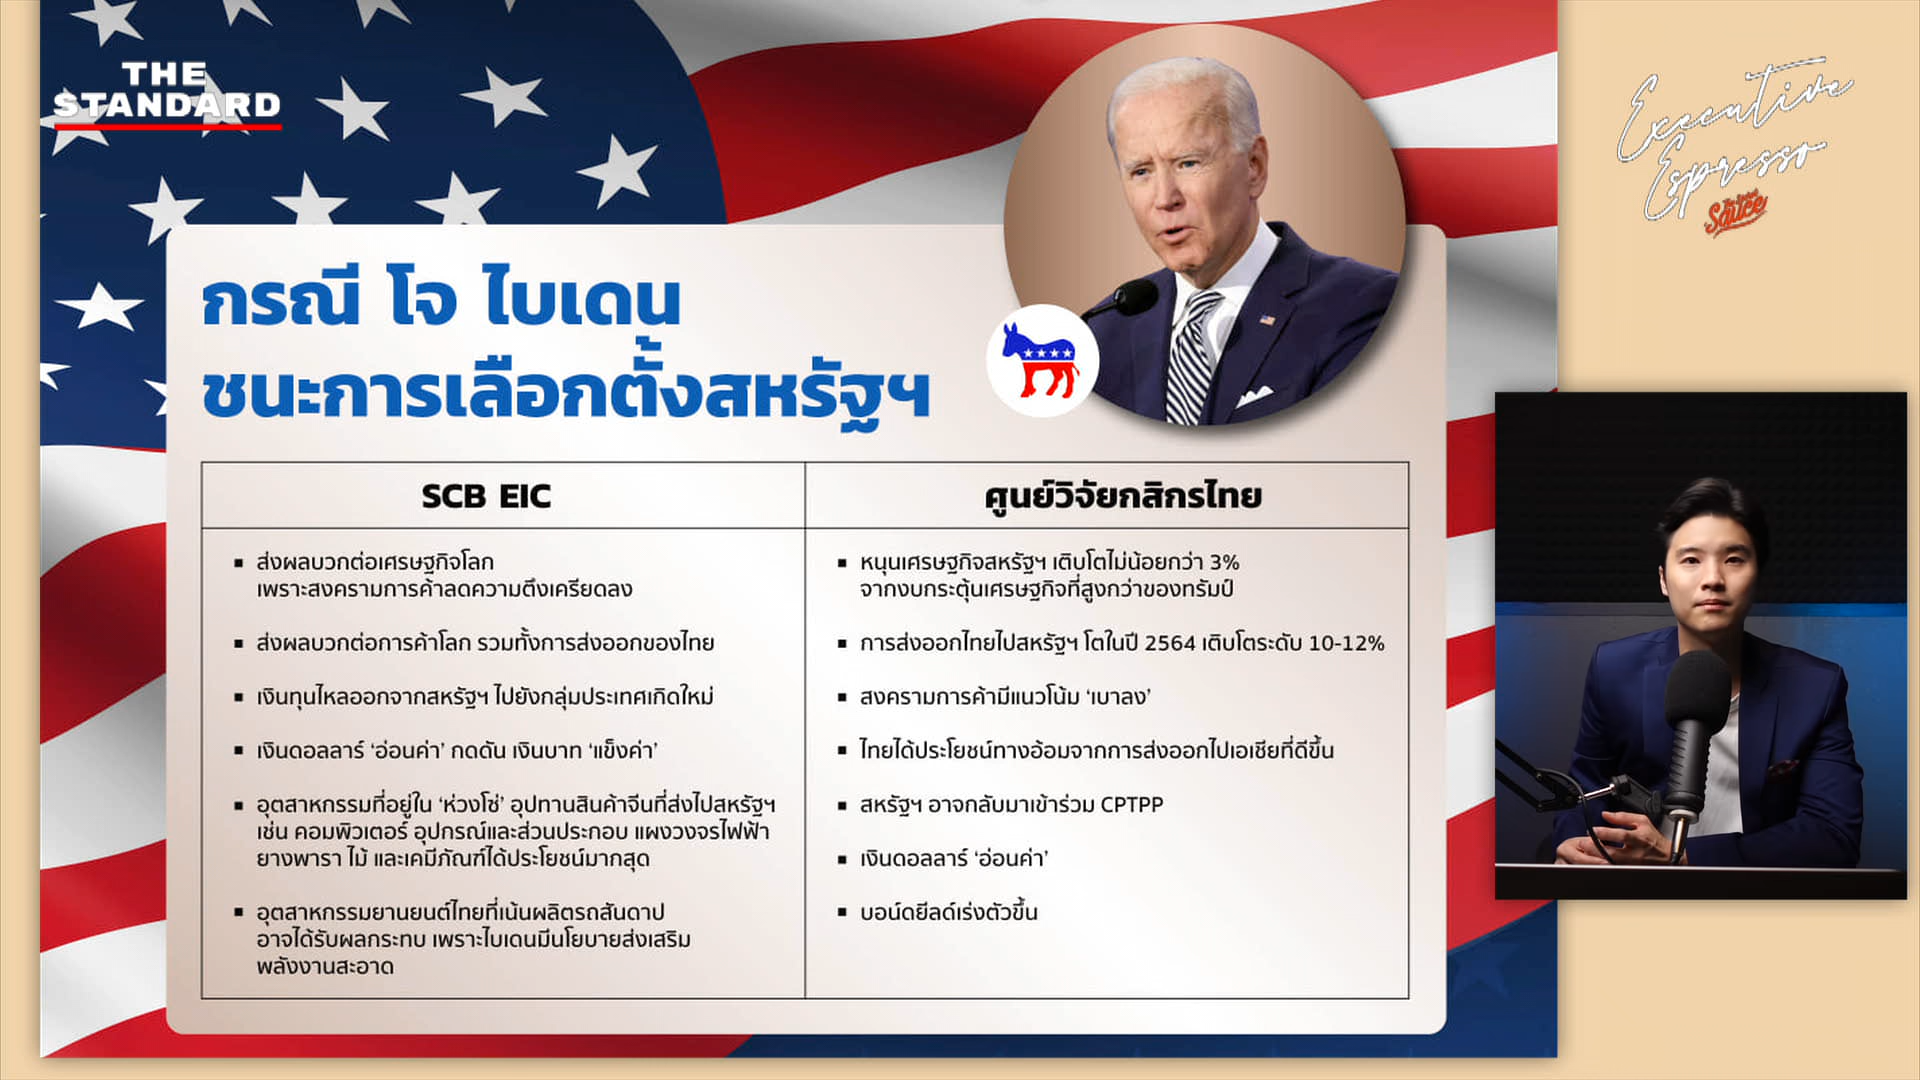 THE
STANDARD
Executive
Espresso
The Secret
Sauce
กรณี โจ ไบเดน
ชนะการเลือกตั้งสหรัฐฯ
SCB EIC
▪ ส่งผลบวกต่อเศรษฐกิจโลก
เพราะสงครามการค้าลดความตึงเครียดลง
▪ ส่งผลบวกต่อการค้าโลก รวมทั้งการส่งออกของไทย
▪ เงินทุนไหลออกจากสหรัฐฯ ไปยังกลุ่มประเทศเกิดใหม่
▪ เงินดอลลาร์ ‘อ่อนค่า’ กดดัน เงินบาท ‘แข็งค่า’
▪ อุตสาหกรรมที่อยู่ใน ‘ห่วงโซ่’ อุปทานสินค้าจีนที่ส่งไปสหรัฐฯ
เช่น คอมพิวเตอร์ อุปกรณ์และส่วนประกอบ แผงวงจรไฟฟ้า
ยางพารา ไม้ และเคมีภัณฑ์ได้ประโยชน์มากสุด
▪ อุตสาหกรรมยานยนต์ไทยที่เน้นผลิตรถสันดาป
อาจได้รับผลกระทบ เพราะไบเดนมีนโยบายส่งเสริม
พลังงานสะอาด
ศูนย์วิจัยกสิกรไทย
▪ หนุนเศรษฐกิจสหรัฐฯ เติบโตไม่น้อยกว่า 3%
จากงบกระตุ้นเศรษฐกิจที่สูงกว่าของทรัมป์
▪ การส่งออกไทยไปสหรัฐฯ โตในปี 2564 เติบโตระดับ 10-12%
▪ สงครามการค้ามีแนวโน้ม ‘เบาลง’
▪ ไทยได้ประโยชน์ทางอ้อมจากการส่งออกไปเอเชียที่ดีขึ้น
▪ สหรัฐฯ อาจกลับมาเข้าร่วม CPTPP
▪ เงินดอลลาร์ ‘อ่อนค่า’
▪ บอนด์ยีลด์เร่งตัวขึ้น